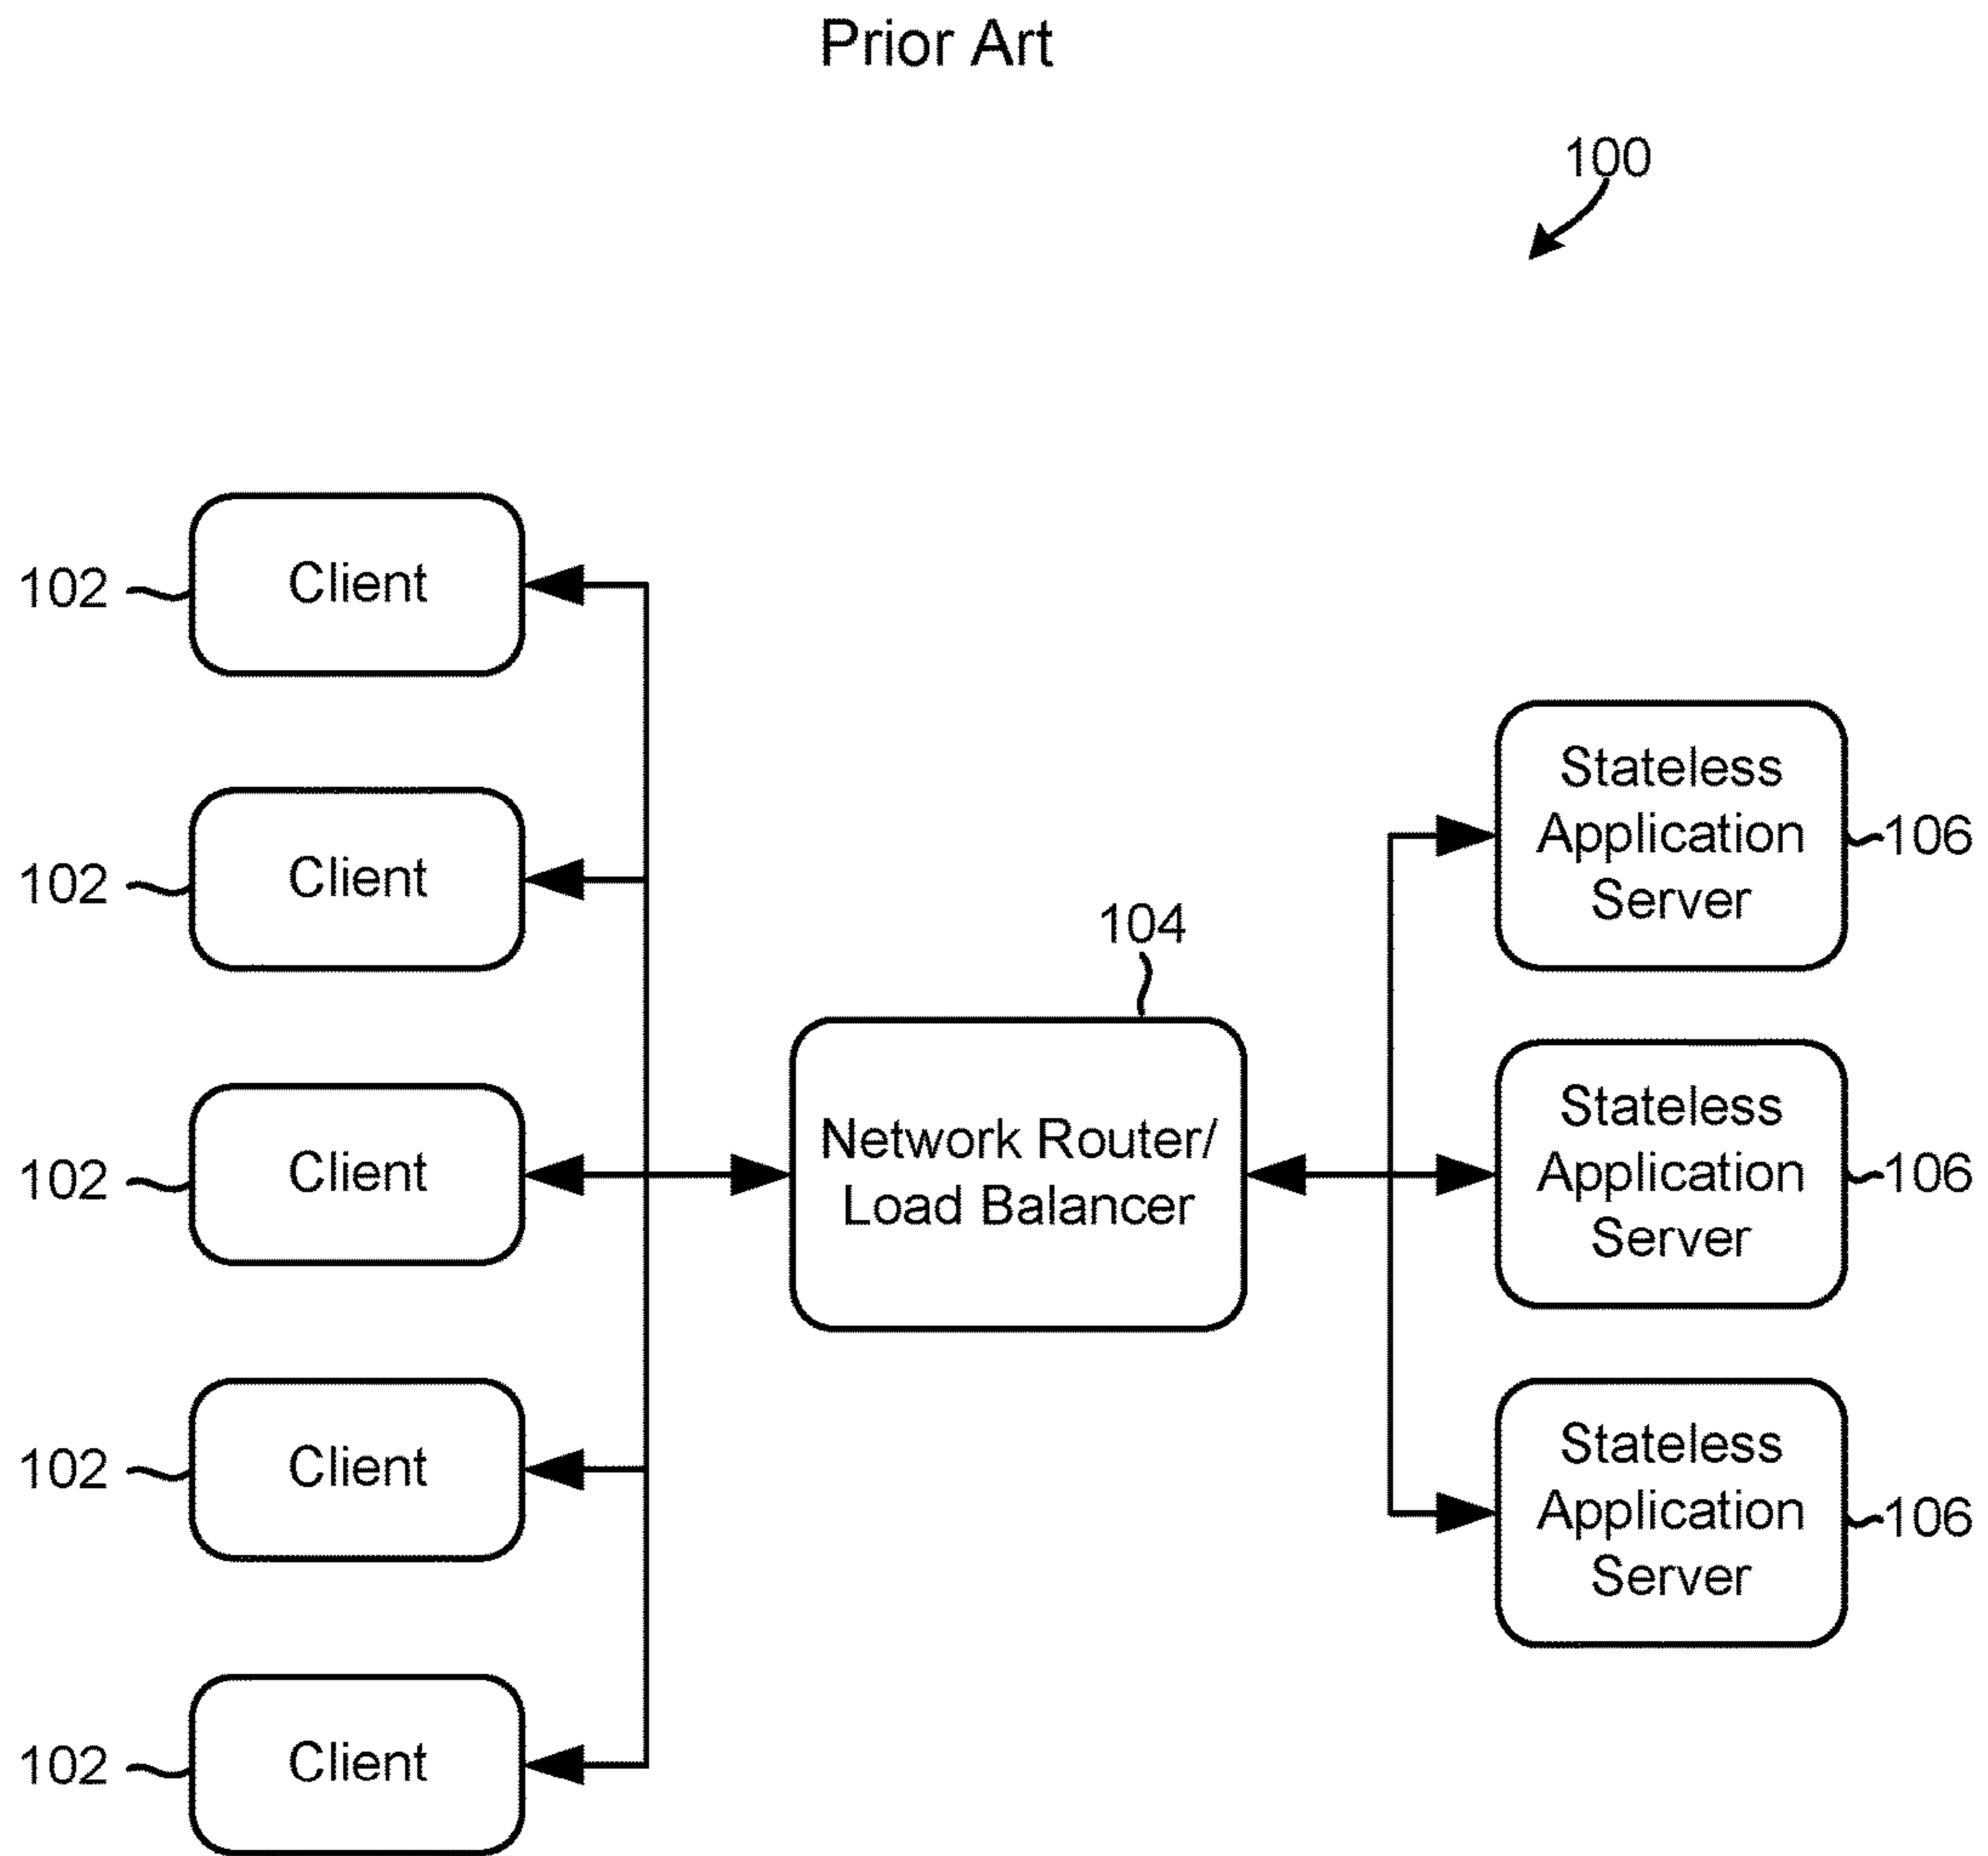 Prior Art
100
102
Client
102
Client
102
Client
102
Client
102
Client
104
Network Router/
Load Balancer
Stateless
Application
Server
106
Stateless
Application
Server
106
Stateless
Application
Server
106